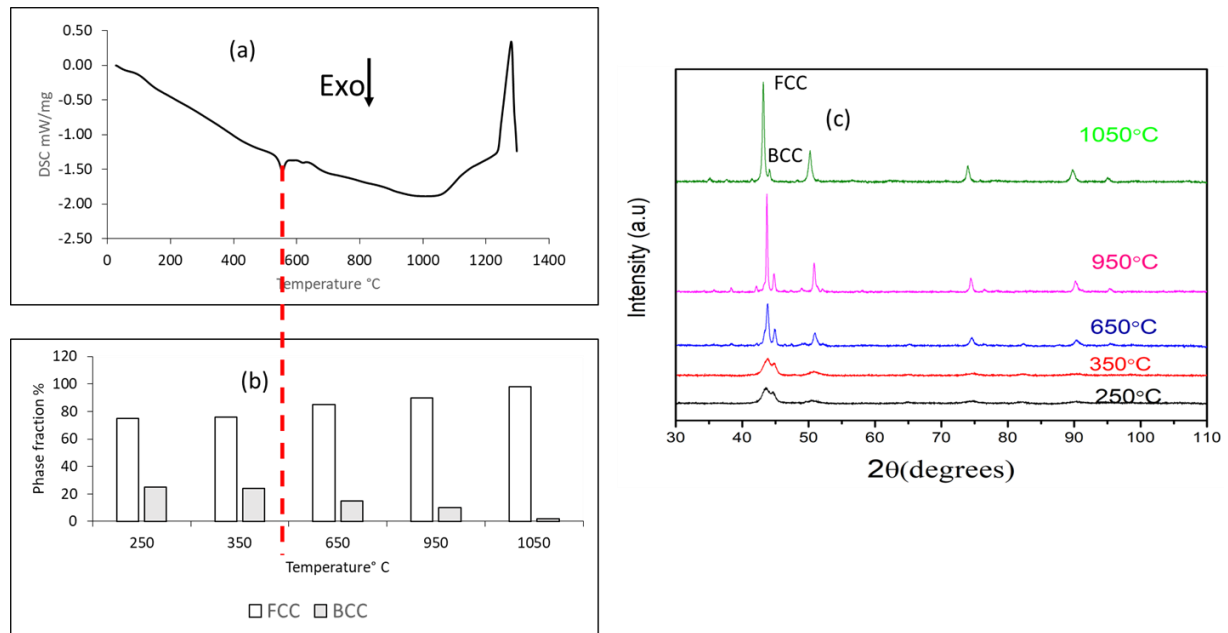 (a)
Exo
0.00
-0.50
-1.00
-1.50
-2.00
-2.50
DSC mW/mg
0 200 400 600 800 1000 1200 1400
Temperature °C
(b)
120
100
80
60
40
20
0
Phase fraction %
250 350 650 950 1050
Temperature° C
FCC BCC
(c)
FCC
BCC
1050°C
950°C
650°C
350°C
250°C
Intensity (a.u)
30 40 50 60 70 80 90 100 110
2θ(degrees)